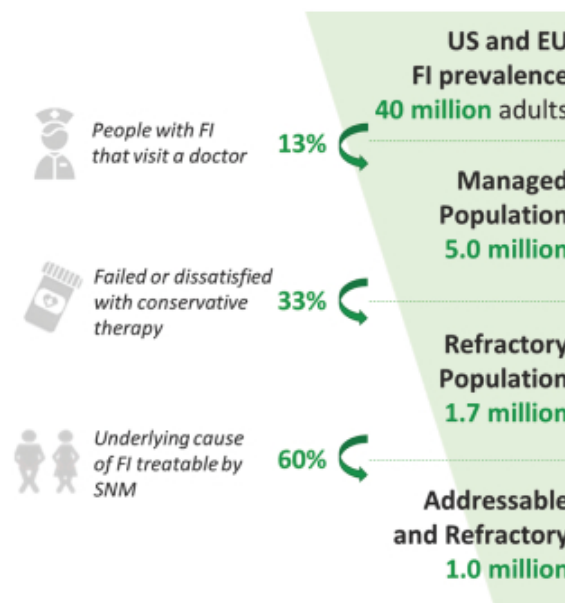 US and EU
FI prevalence
40 million adults
People with FI
that visit a doctor
13%
Managed
Population
5.0 million
Failed or dissatisfied
with conservative
therapy
33%
Refractory
Population
1.7 million
Underlying cause
of FI treatable by
SNM
60%
Addressable
and Refractory
1.0 million